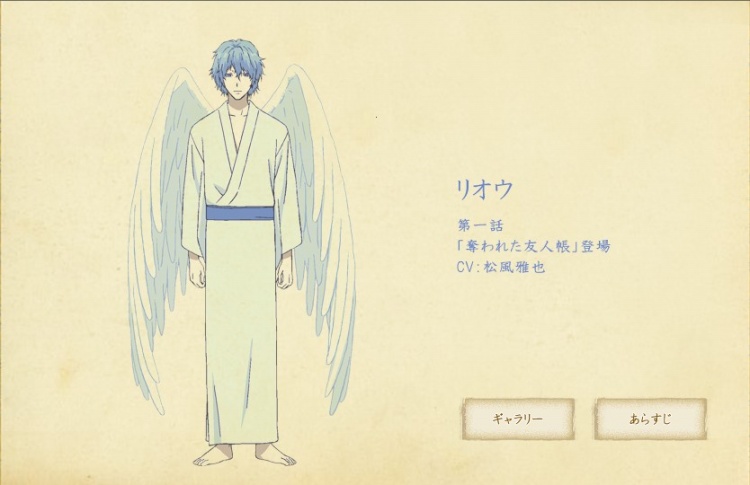 リオウ
第一話
「奪われた友人帳」登場
CV:松風雅也
ギャラリー
あらすじ